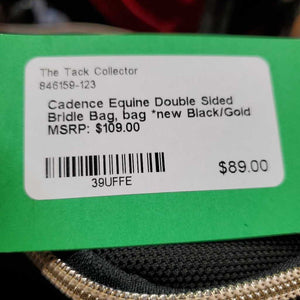 The Tack Collector
846159-123
Cadence Equine Double Sided
Bridle Bag, bag *new Black/Gold
MSRP: $109.00
$89.00
39UFFE